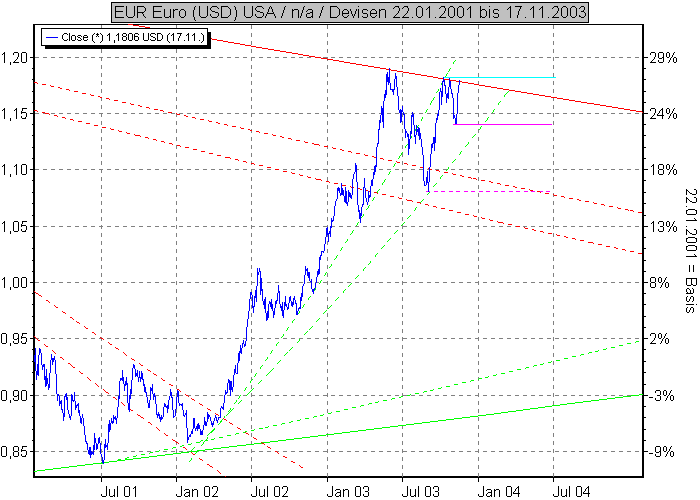 EUR Euro (USD) USA / n/a / Devisen 22.01.2001 bis 17.11.2003
Close (*) 1,1806 USD (17.11.)
1,20
1,15
1,10
1,05
1,00
0,95
0,90
0,85
29%
24%
18%
13%
8%
2%
-3%
-9%
22.01.2001 = Basis
Jul 01
Jan 02
Jul 02
Jan 03
Jul 03
Jan 04
Jul 04